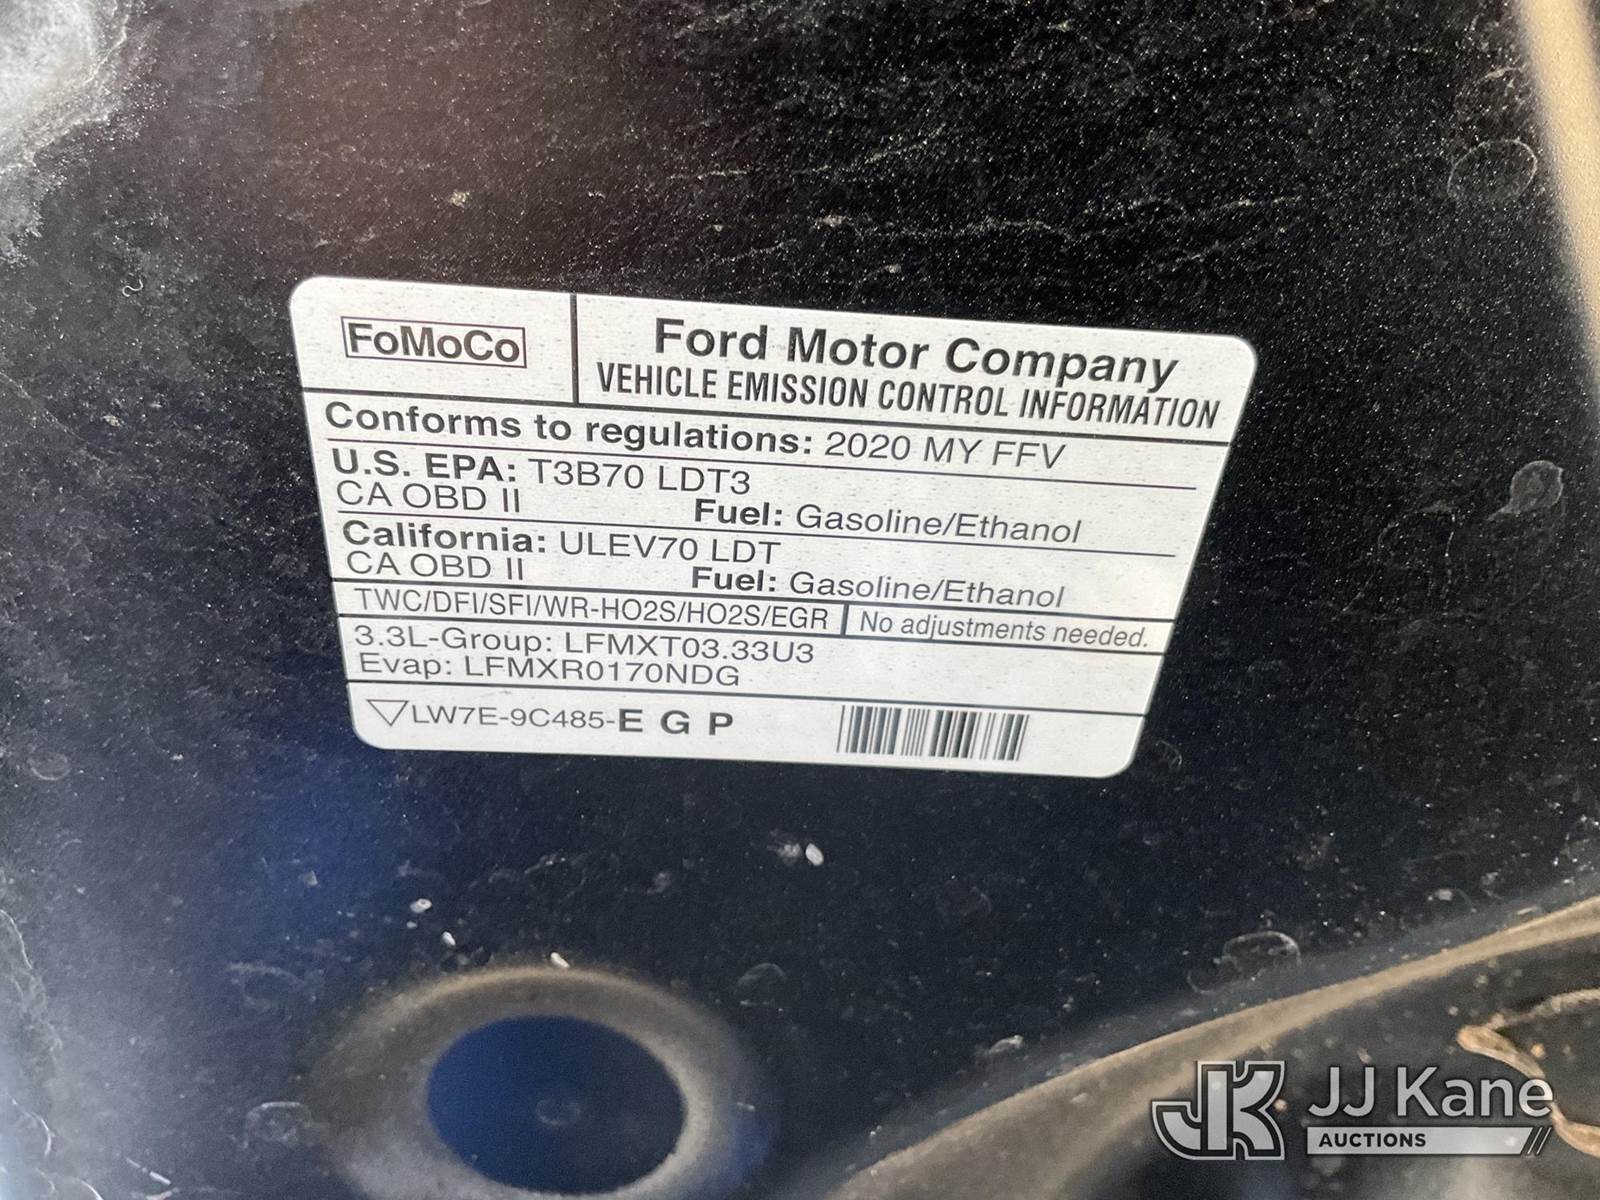 FoMoCo
Ford Motor Company
VEHICLE EMISSION CONTROL INFORMATION
Conforms to regulations: 2020 MY FFV
U.S. EPA: T3B70 LDT3
CA OBD II Fuel: Gasoline/Ethanol
California: ULEV70 LDT
CA OBD II Fuel: Gasoline/Ethanol
TWC/DFI/SFI/WR-HO2S/HO2S/EGR No adjustments needed.
3.3L-Group: LFMXT03.33U3
Evap: LFMXR0170NDG
LW7E-9C485-E G P
JK JJ Kane
AUCTIONS